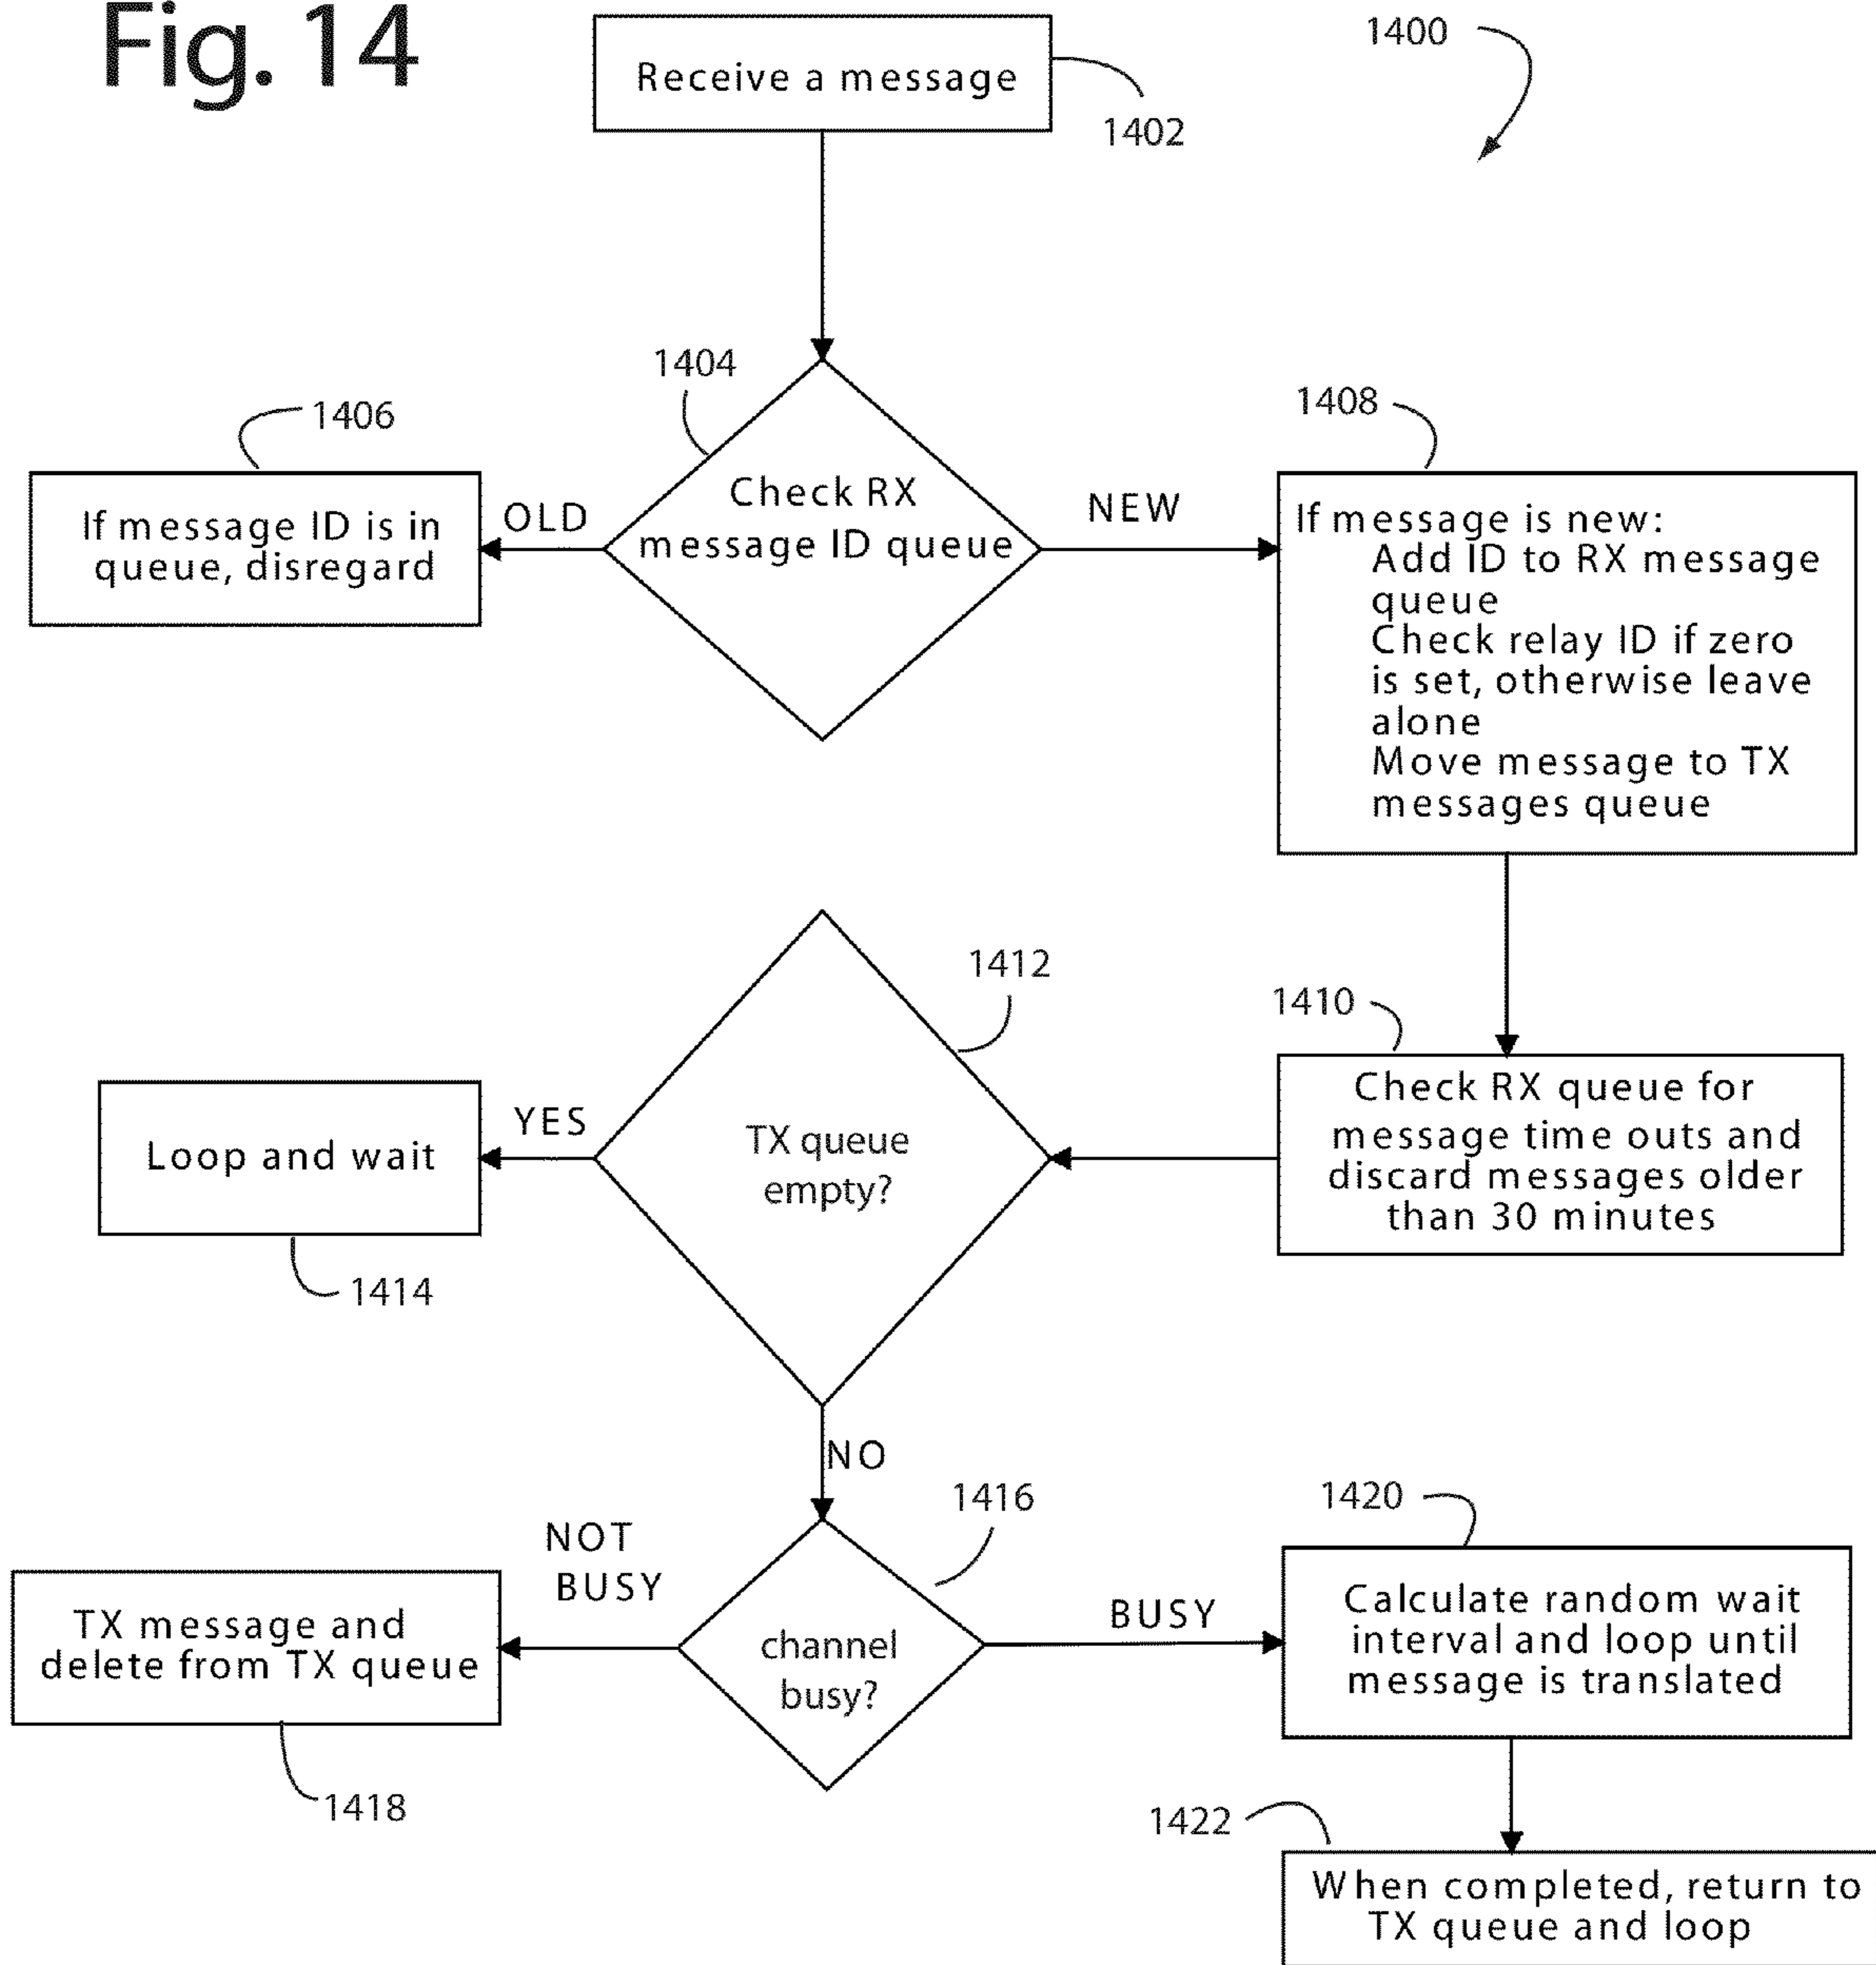 Fig. 14
Receive a message
1402
1400
1404
Check RX
message ID queue
OLD
1406
If message ID is in
queue, disregard
NEW
1408
If message is new:
Add ID to RX message
queue
Check relay ID if zero
is set, otherwise leave
alone
Move message to TX
messages queue
1410
Check RX queue for
message time outs and
discard messages older
than 30 minutes
1412
TX queue
empty?
YES
Loop and wait
1414
NO
1416
channel
busy?
NOT
BUSY
TX message and
delete from TX queue
1418
BUSY
1420
Calculate random wait
interval and loop until
message is translated
1422
When completed, return to
TX queue and loop